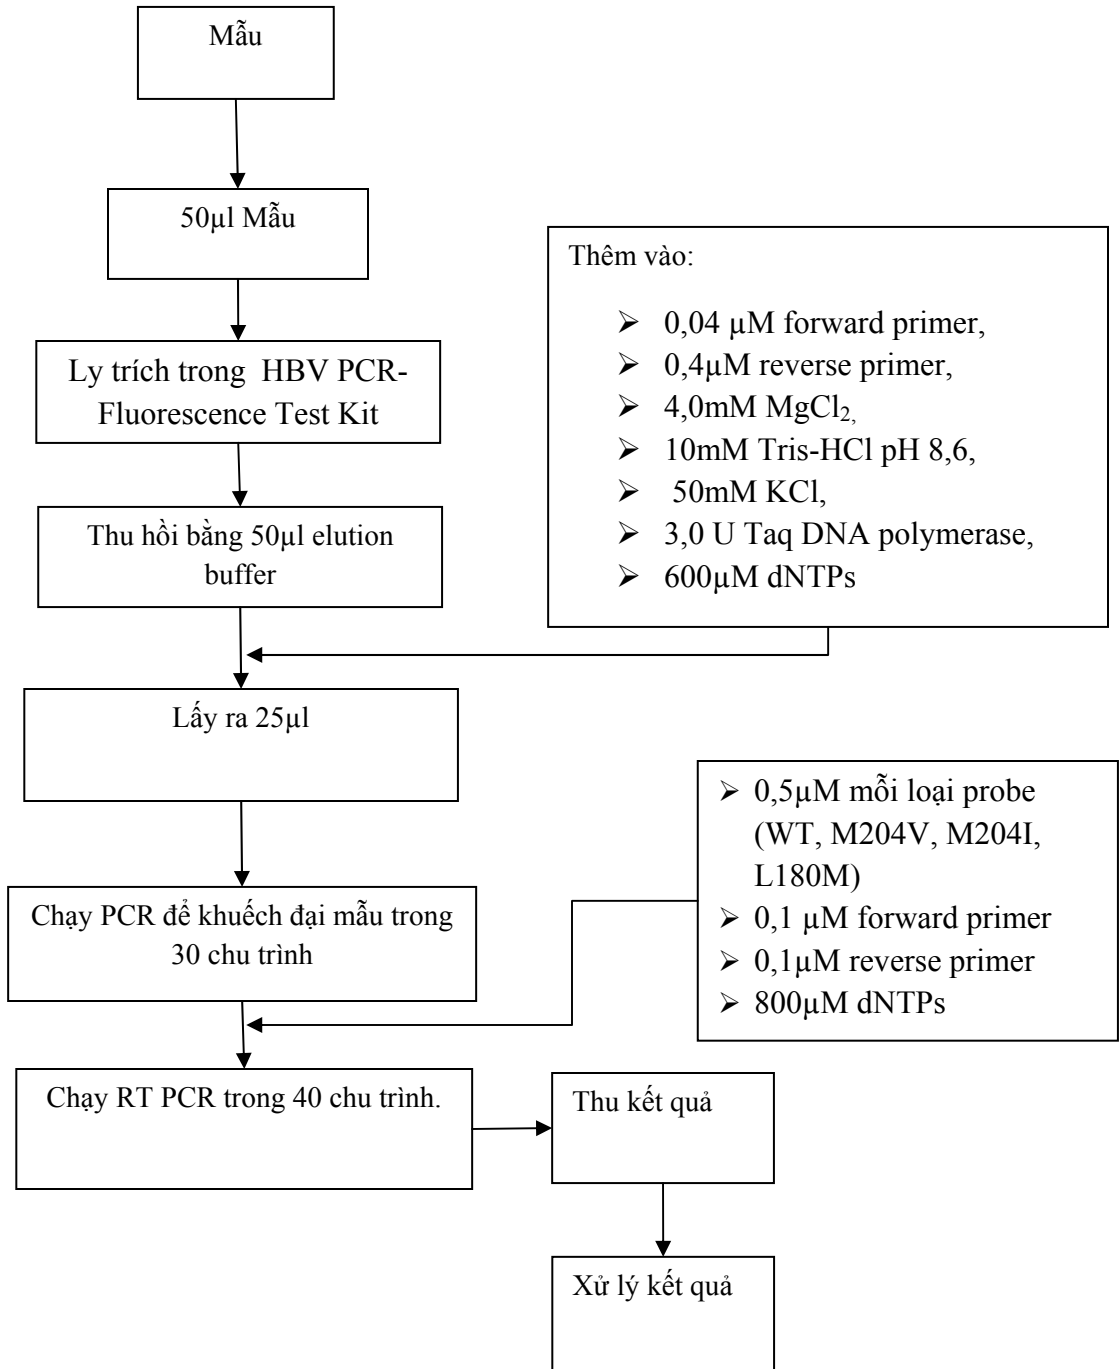 Mẫu
50µl Mẫu
Ly trích trong HBV PCR-
Fluorescence Test Kit
Thu hồi bằng 50µl elution
buffer
Thêm vào:
➢ 0,04 µM forward primer,
➢ 0,4µM reverse primer,
➢ 4,0mM MgCl₂,
➢ 10mM Tris-HCl pH 8,6,
➢ 50mM KCl,
➢ 3,0 U Taq DNA polymerase,
➢ 600µM dNTPs
Lấy ra 25µl
Chạy PCR để khuếch đại mẫu trong
30 chu trình
➢ 0,5µM mỗi loại probe
(WT, M204V, M204I,
L180M)
➢ 0,1 µM forward primer
➢ 0,1µM reverse primer
➢ 800µM dNTPs
Chạy RT PCR trong 40 chu trình.
Thu kết quả
Xử lý kết quả